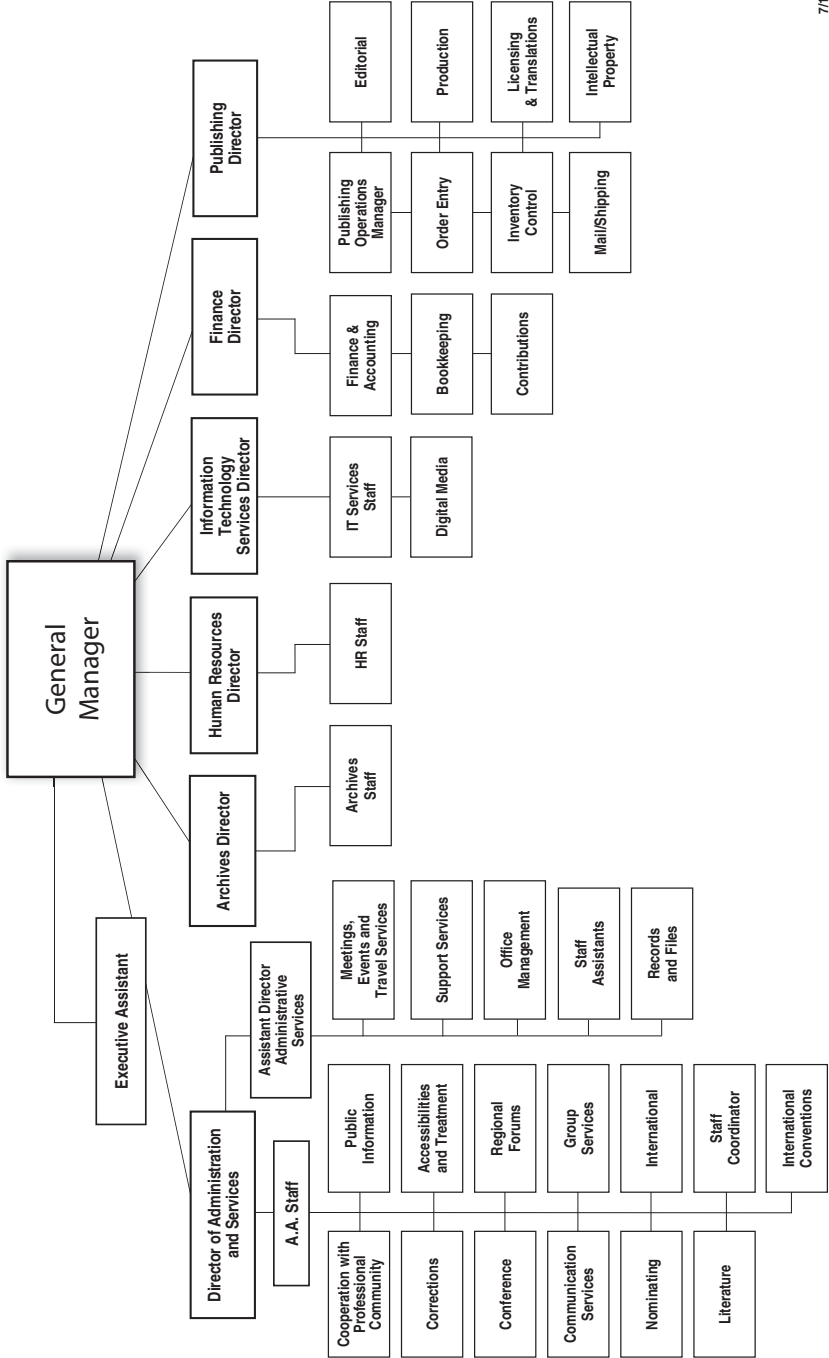 General
Manager
Executive Assistant
Director of Administration
and Services
Archives Director
Human Resources
Director
Information
Technology
Services Director
Finance
Director
Publishing
Director
A.A. Staff
Assistant Director
Administrative
Services
Cooperation with
Professional
Community
Public
Information
Corrections
Accessibilities
and Treatment
Conference
Regional
Forums
Communication
Services
Group
Services
Nominating
International
Literature
Staff
Coordinator
International
Conventions
Meetings,
Events and
Travel Services
Support Services
Office
Management
Staff
Assistants
Records
and Files
Archives
Staff
HR Staff
IT Services
Staff
Digital Media
Finance &
Accounting
Bookkeeping
Contributions
Publishing
Operations
Manager
Editorial
Order Entry
Production
Inventory
Control
Licensing
& Translations
Mail/Shipping
Intellectual
Property